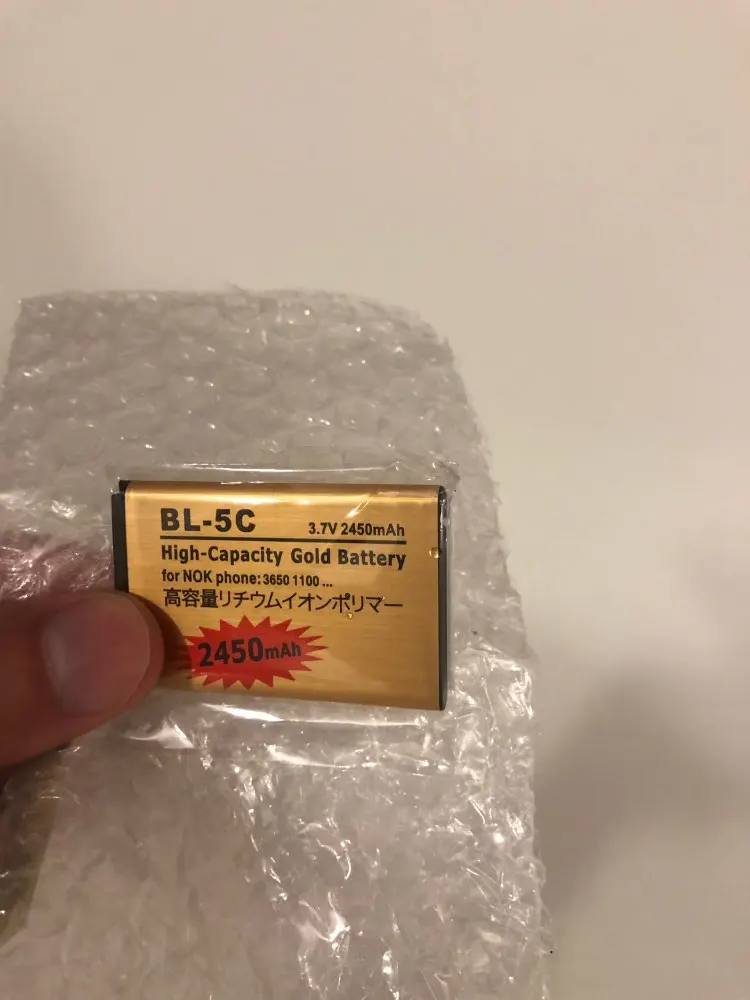 BL-5C
3.7V 2450mAh
High-Capacity Gold Battery
for NOK phone: 3650 1100 ...
高容量リチウムイオンポリマー
2450mAh